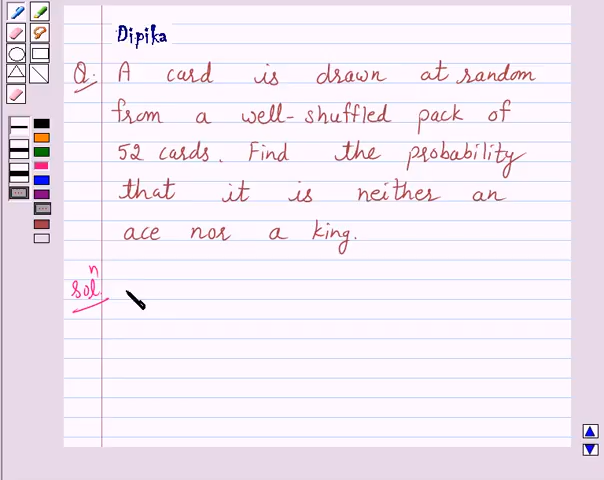 Dipika
Q. A card is drawn at random
from a well-shuffled pack of
52 cards. Find the probability
that it is neither an
ace nor a king.
Solⁿ.